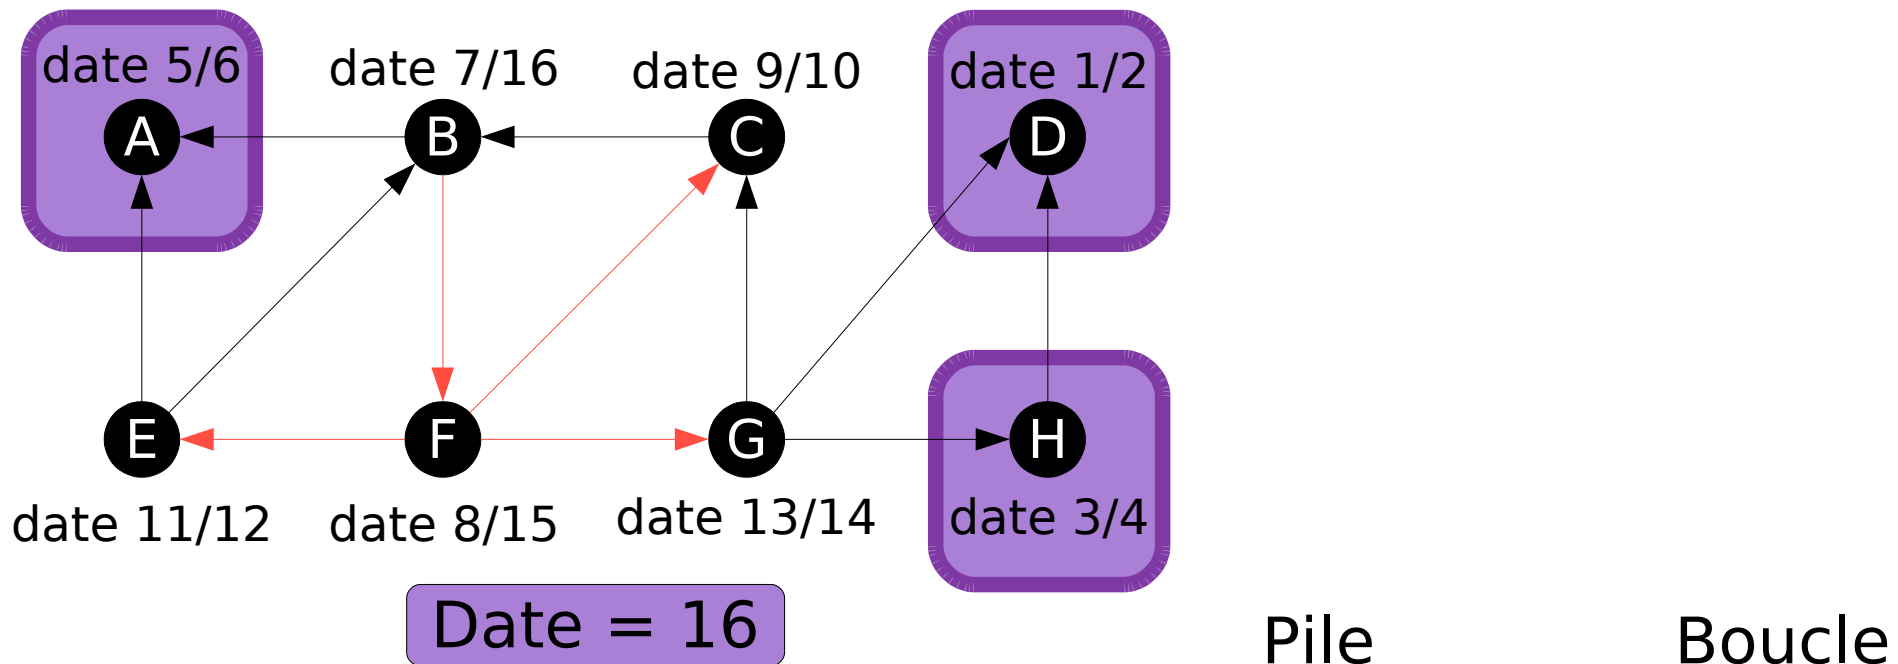 date 5/6
date 7/16
date 9/10
date 1/2
A
B
C
D
E
F
G
H
date 11/12
date 8/15
date 13/14
date 3/4
Date = 16
Pile
Boucle